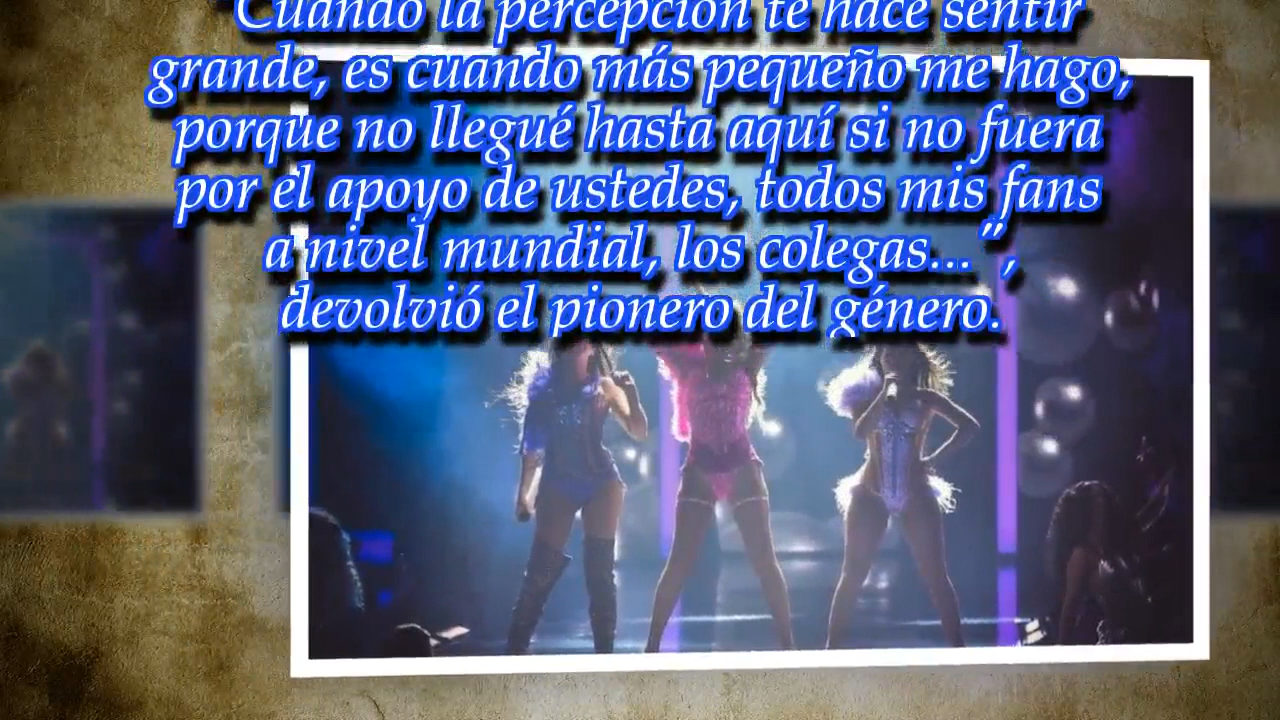 Cuando la percepción te hace sentir
grande, es cuando más pequeño me hago,
porque no llegué hasta aquí si no fuera
por el apoyo de ustedes, todos mis fans
a nivel mundial, los colegas... ”,
devolvió el pionero del género.